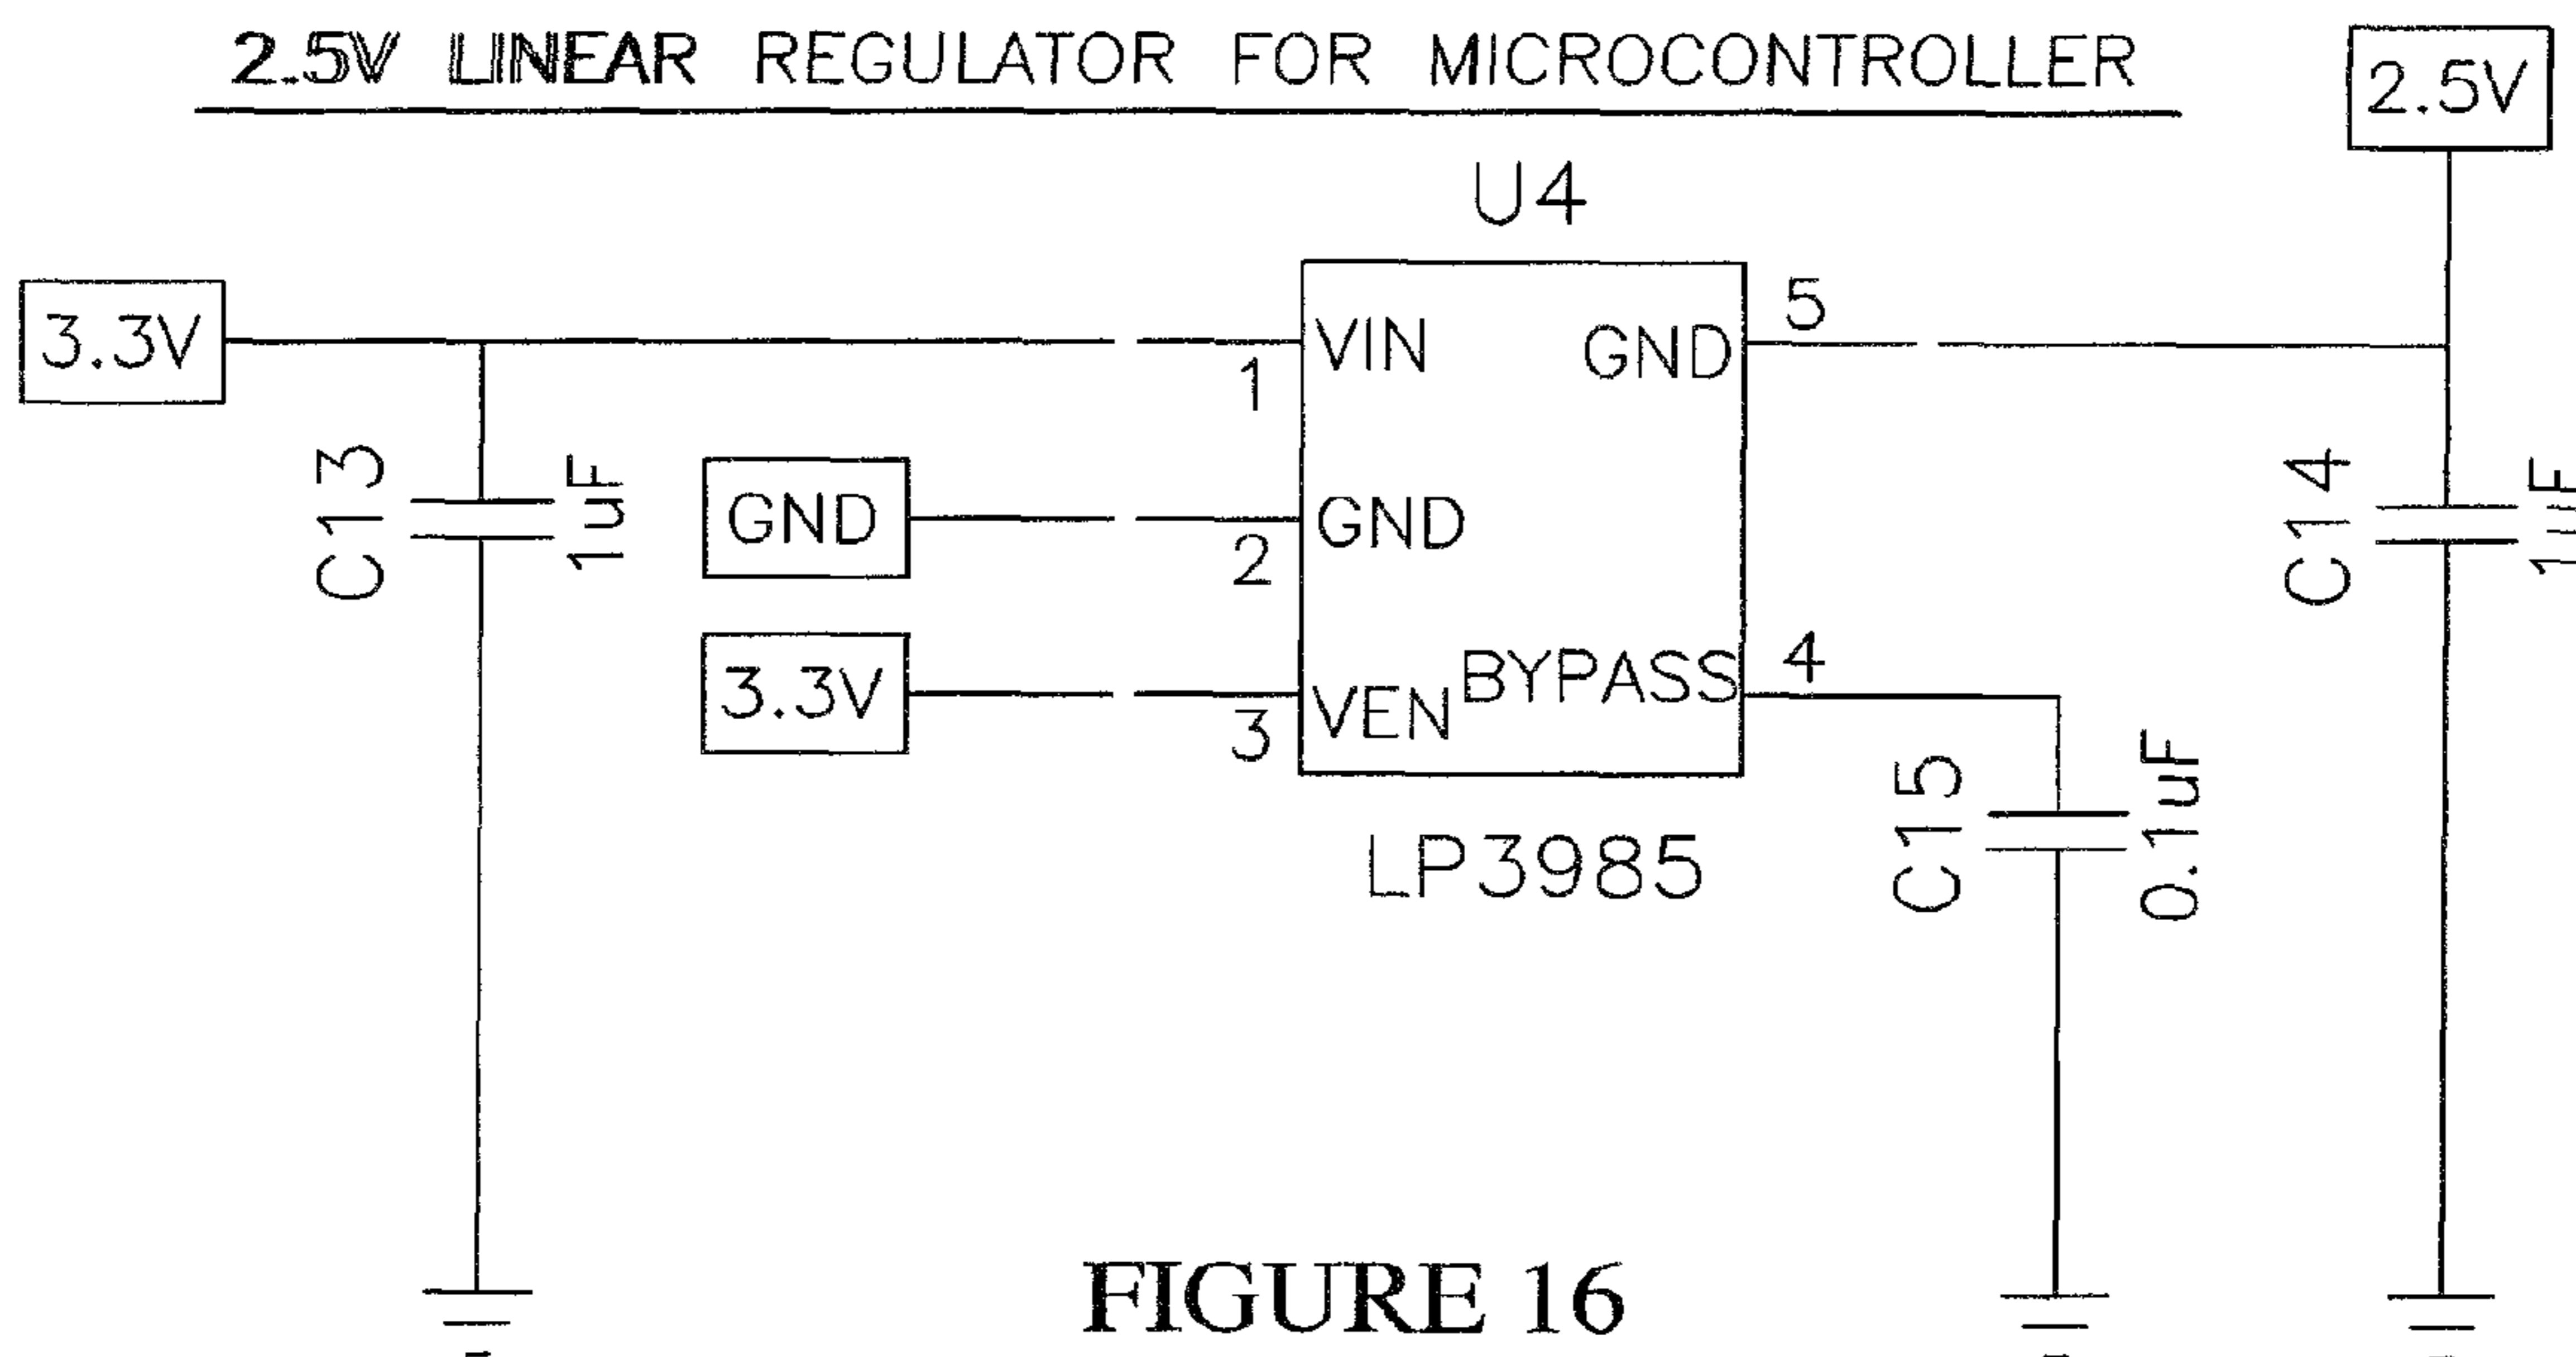 2.5V LINEAR REGULATOR FOR MICROCONTROLLER
2.5V
U4
3.3V
VIN
GND
5
1
C13
1uF
GND
GND
2
C14
1uF
3.3V
VEN
BYPASS
4
3
C15
0.1uF
LP3985
FIGURE 16